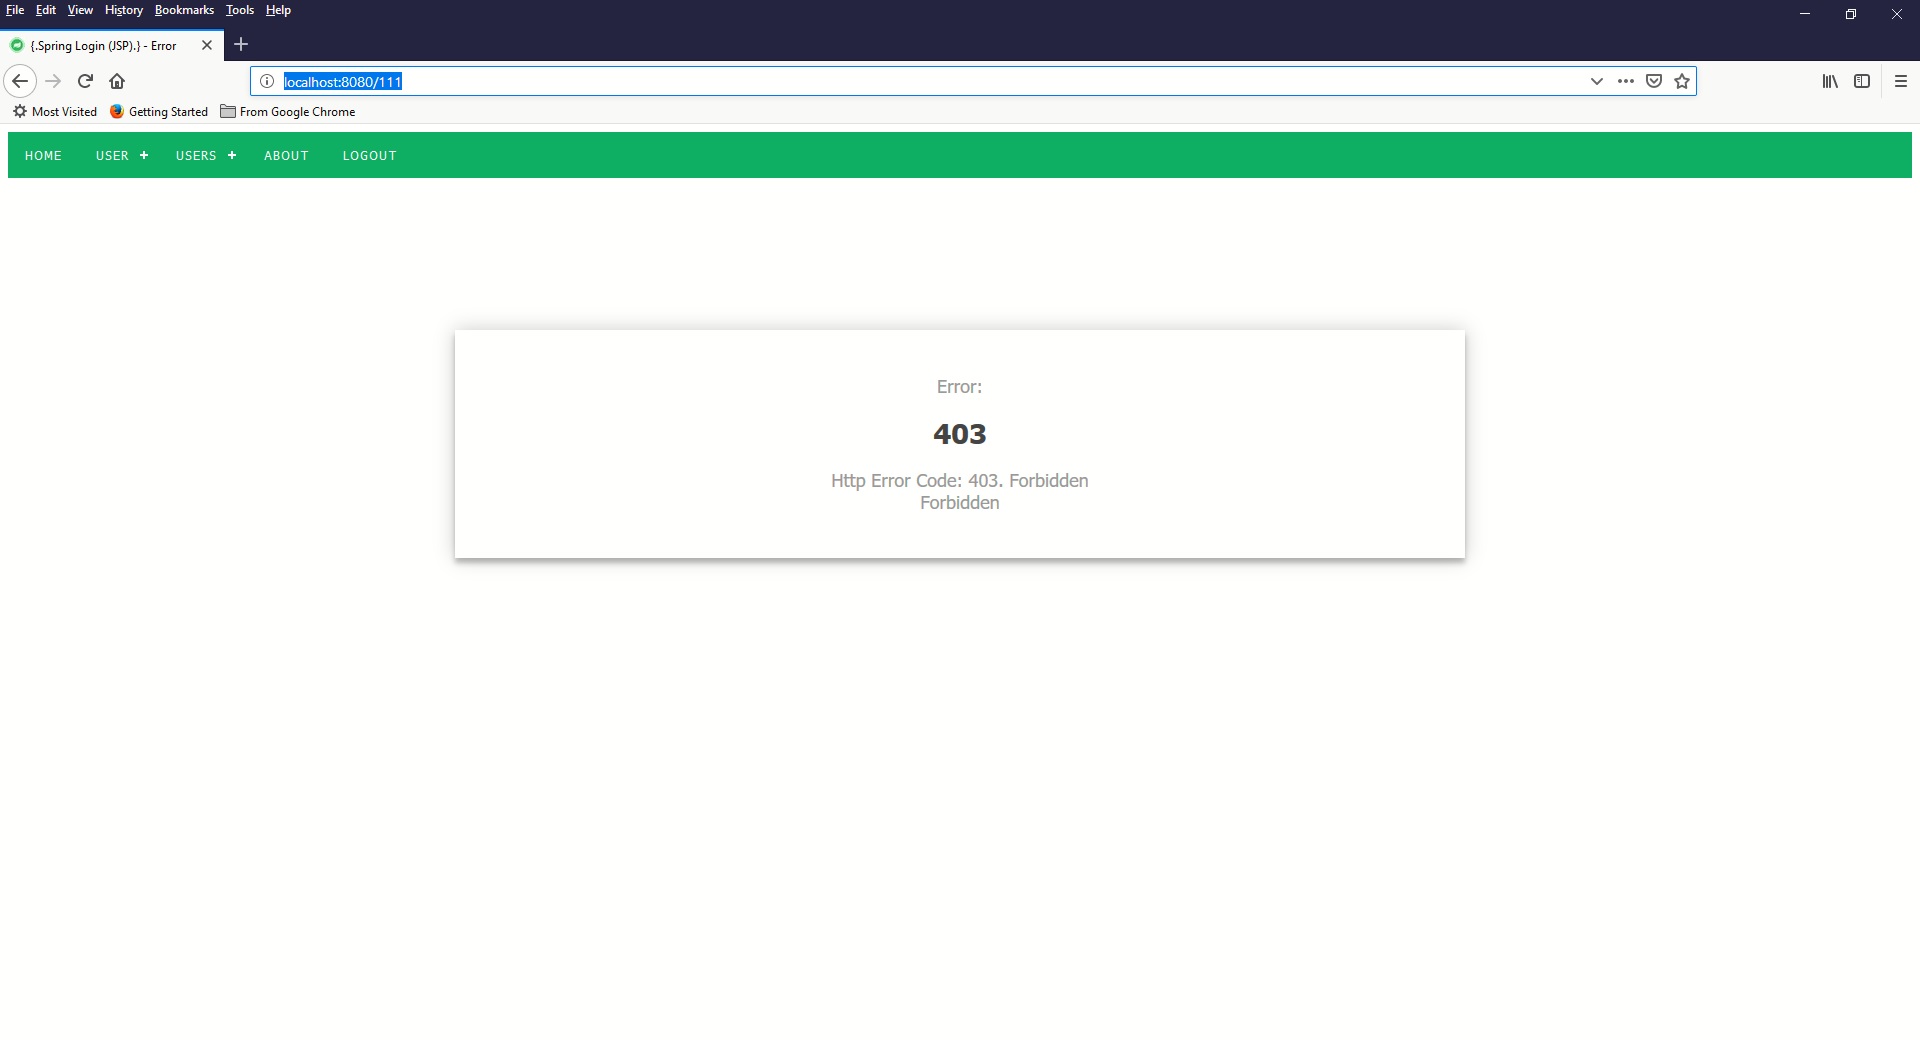 File Edit View History Bookmarks Tools Help
{.Spring Login (JSP).} - Error
localhost:8080/111
Most Visited Getting Started From Google Chrome
HOME USER + USERS + ABOUT LOGOUT
Error:
403
Http Error Code: 403. Forbidden
Forbidden